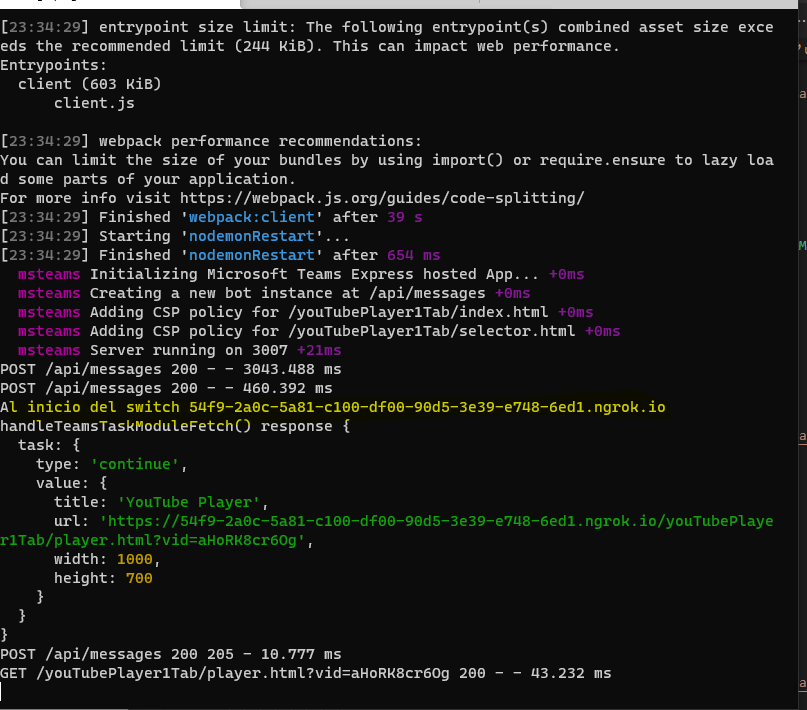 [23:34:29] entrypoint size limit: The following entrypoint(s) combined asset size exce
eds the recommended limit (244 KiB). This can impact web performance.
Entrypoints:
  client (603 KiB)
      client.js

[23:34:29] webpack performance recommendations:
You can limit the size of your bundles by using import() or require.ensure to lazy loa
d some parts of your application.
For more info visit https://webpack.js.org/guides/code-splitting/
[23:34:29] Finished 'webpack:client' after 39 s
[23:34:29] Starting 'nodemonRestart'...
[23:34:29] Finished 'nodemonRestart' after 654 ms
  msteams Initializing Microsoft Teams Express hosted App... +0ms
  msteams Creating a new bot instance at /api/messages +0ms
  msteams Adding CSP policy for /youTubePlayer1Tab/index.html +0ms
  msteams Adding CSP policy for /youTubePlayer1Tab/selector.html +0ms
  msteams Server running on 3007 +21ms
POST /api/messages 200 - - 3043.488 ms
POST /api/messages 200 - - 460.392 ms
Al inicio del switch 54f9-2a0c-5a81-c100-df00-90d5-3e39-e748-6ed1.ngrok.io
handleTeamsTaskModuleFetch() response {
  task: {
    type: 'continue',
    value: {
      title: 'YouTube Player',
      url: 'https://54f9-2a0c-5a81-c100-df00-90d5-3e39-e748-6ed1.ngrok.io/youTubePlaye
r1Tab/player.html?vid=aHoRK8cr6Og',
      width: 1000,
      height: 700
    }
  }
}
POST /api/messages 200 205 - 10.777 ms
GET /youTubePlayer1Tab/player.html?vid=aHoRK8cr6Og 200 - - 43.232 ms